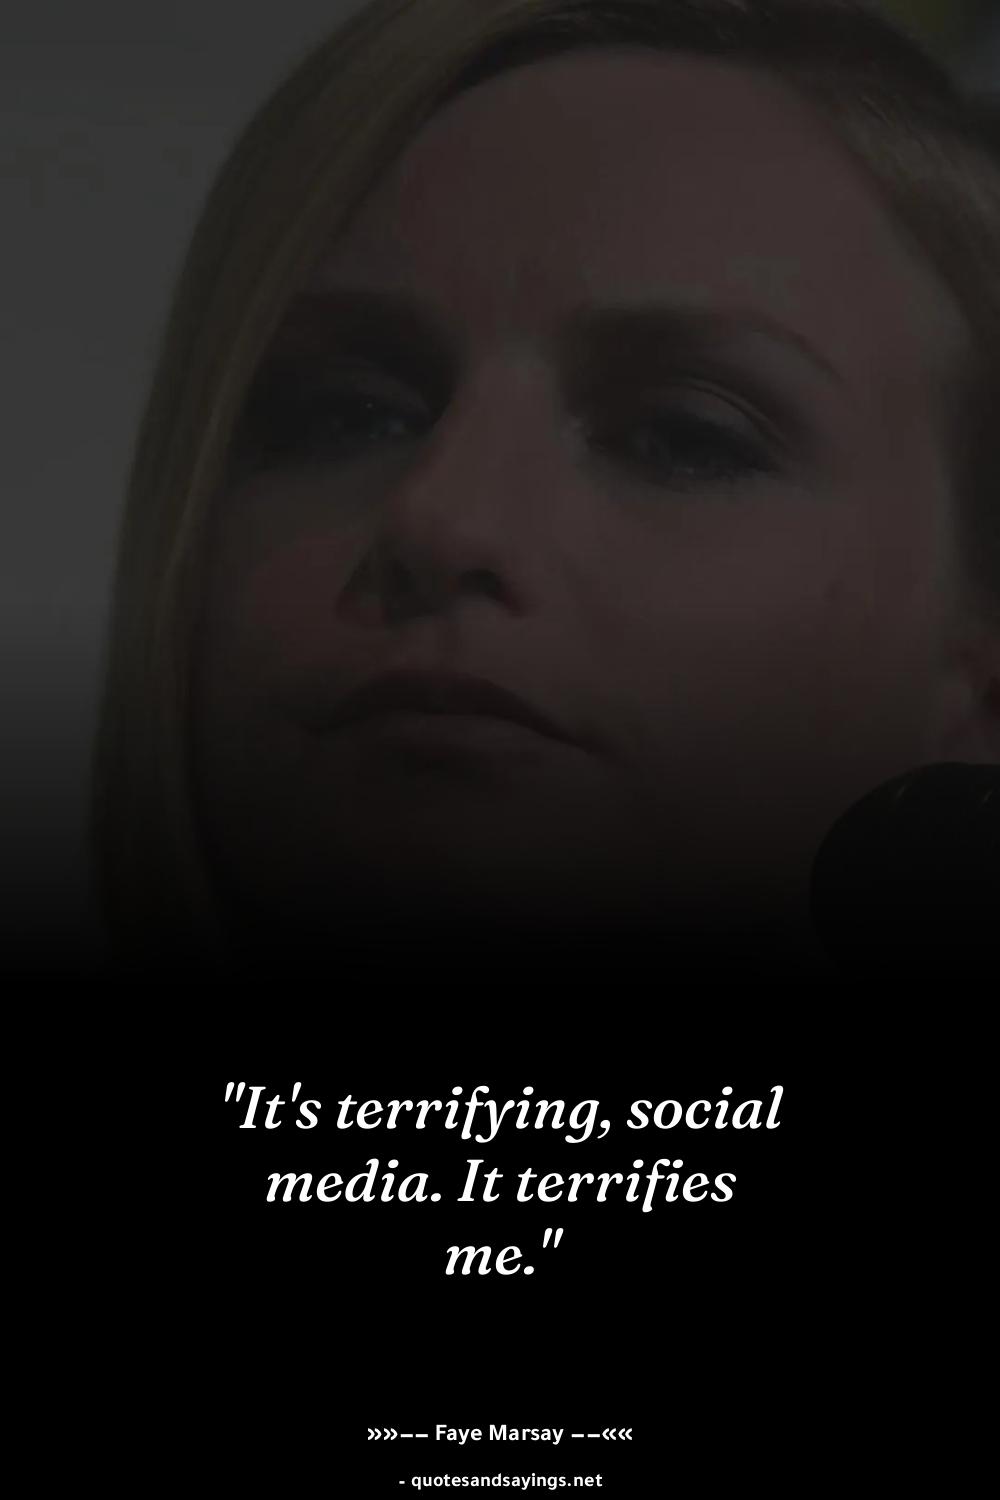 "It's terrifying, social
media. It terrifies
me."
»»−− Faye Marsay −−««
- quotesandsayings.net